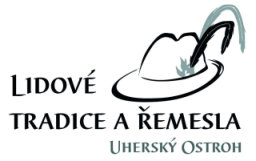 LIDOVÉ
TRADICE A ŘEMESLA
UHERSKÝ OSTROH